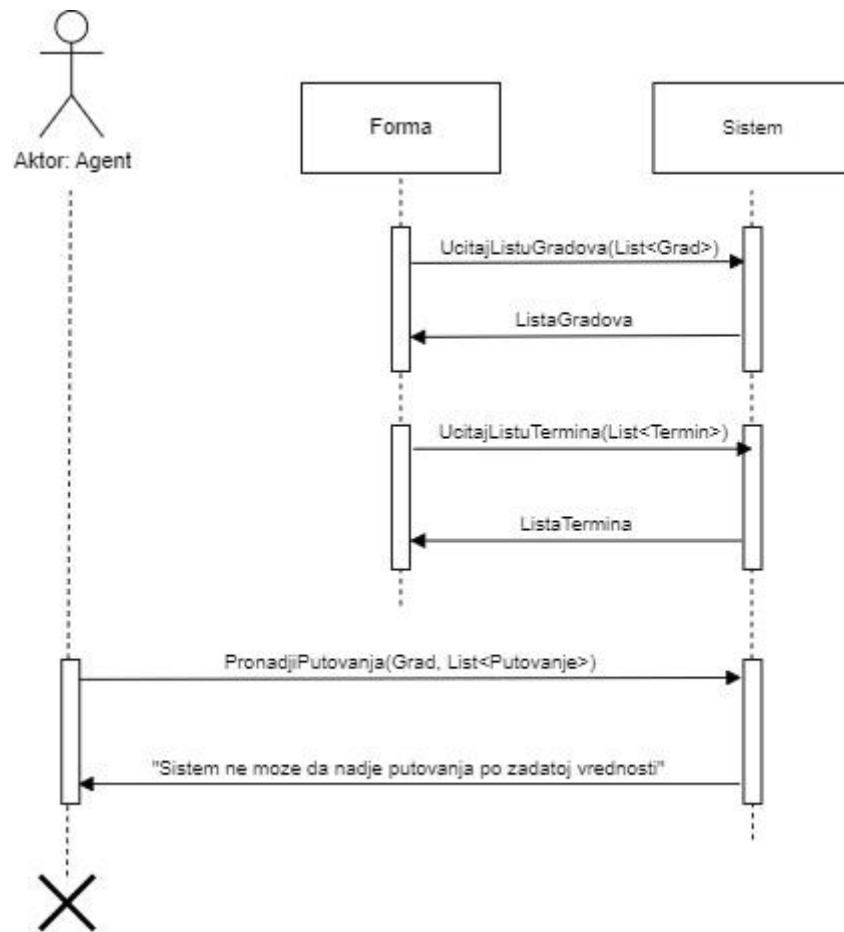 Aktor: Agent
Forma
Sistem
UcitajListuGradova(List<Grad>)
ListaGradova
UcitajListuTermina(List<Termin>)
ListaTermina
PronadjiPutovanja(Grad, List<Putovanje>)
"Sistem ne moze da nadje putovanja po zadatoj vrednosti"